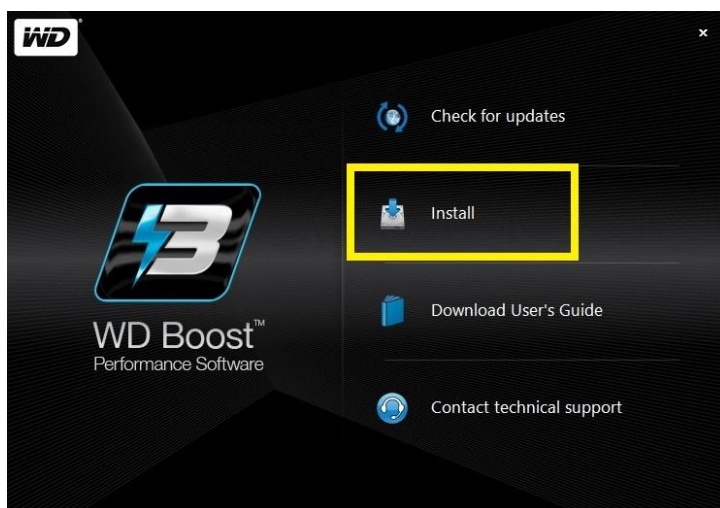 WD
Check for updates
Install
Download User's Guide
Contact technical support
B
WD Boost™
Performance Software